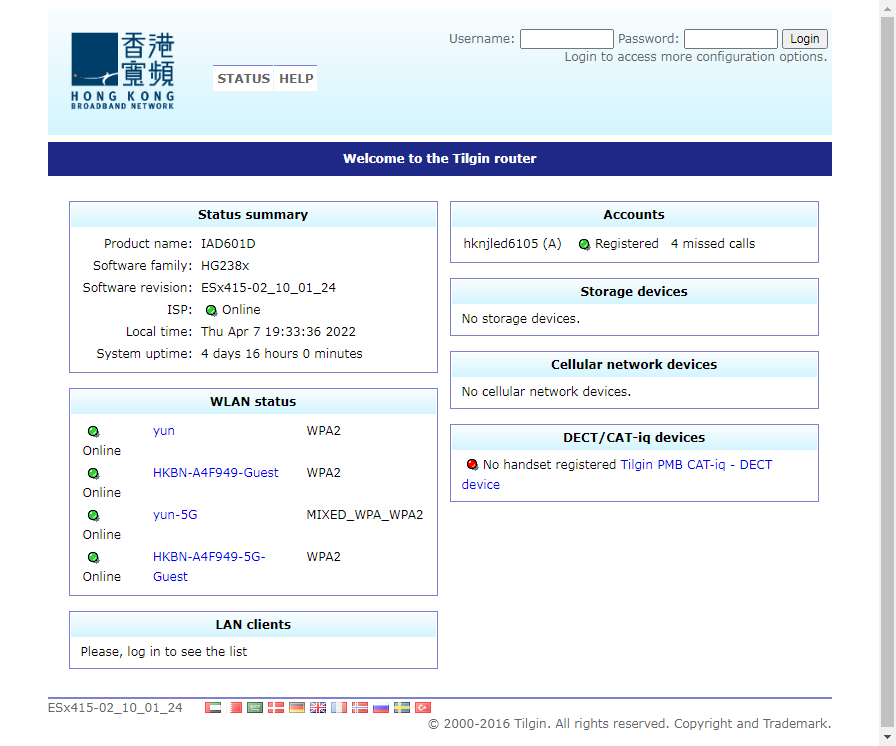 香港
寬頻
HONG KONG
BROADBAND NETWORK
STATUS HELP
Username: Password: Login
Login to access more configuration options.
Welcome to the Tilgin router
Status summary
Product name: IAD601D
Software family: HG238x
Software revision: ESx415-02_10_01_24
ISP: Online
Local time: Thu Apr 7 19:33:36 2022
System uptime: 4 days 16 hours 0 minutes
WLAN status
yun WPA2
Online
HKBN-A4F949-Guest WPA2
Online
yun-5G MIXED_WPA_WPA2
Online
HKBN-A4F949-5G- WPA2
Online Guest
LAN clients
Please, log in to see the list
Accounts
hknjled6105 (A) Registered 4 missed calls
Storage devices
No storage devices.
Cellular network devices
No cellular network devices.
DECT/CAT-iq devices
No handset registered Tilgin PMB CAT-iq - DECT
device
ESx415-02_10_01_24
© 2000-2016 Tilgin. All rights reserved. Copyright and Trademark.